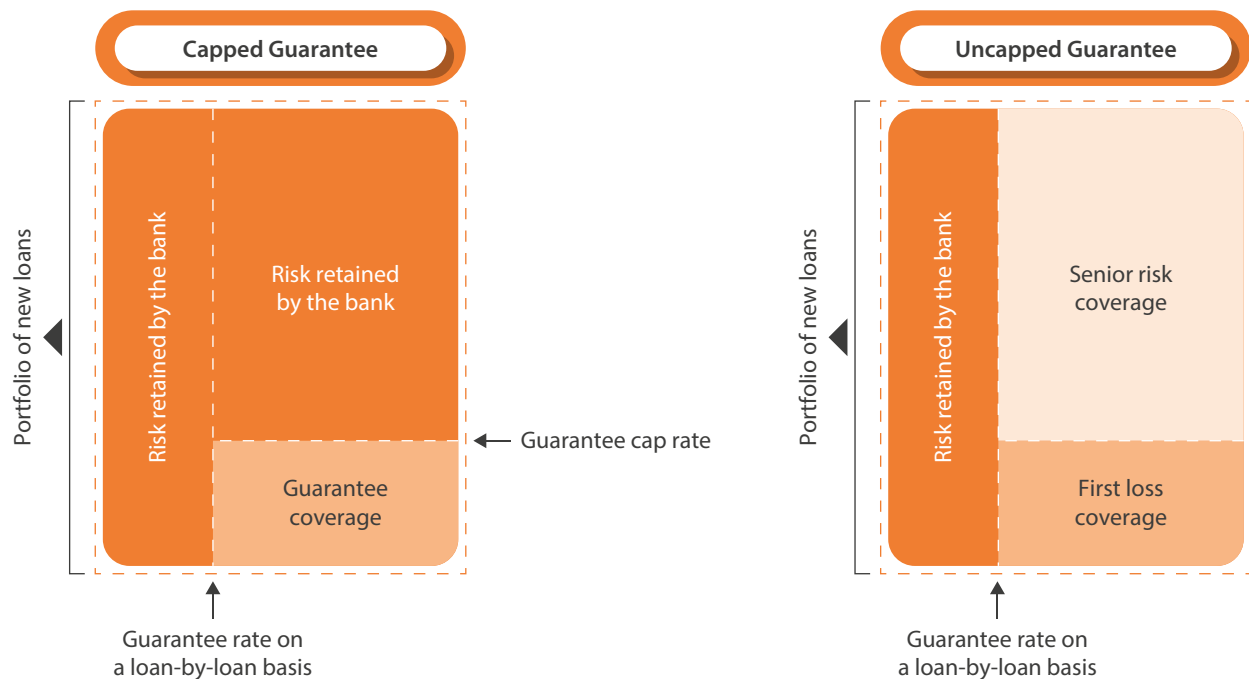 Capped Guarantee
Portfolio of new loans
Risk retained by the bank
Risk retained
by the bank
Guarantee cap rate
Guarantee
coverage
Guarantee rate on
a loan-by-loan basis
Uncapped Guarantee
Portfolio of new loans
Risk retained by the bank
Senior risk
coverage
First loss
coverage
Guarantee rate on
a loan-by-loan basis